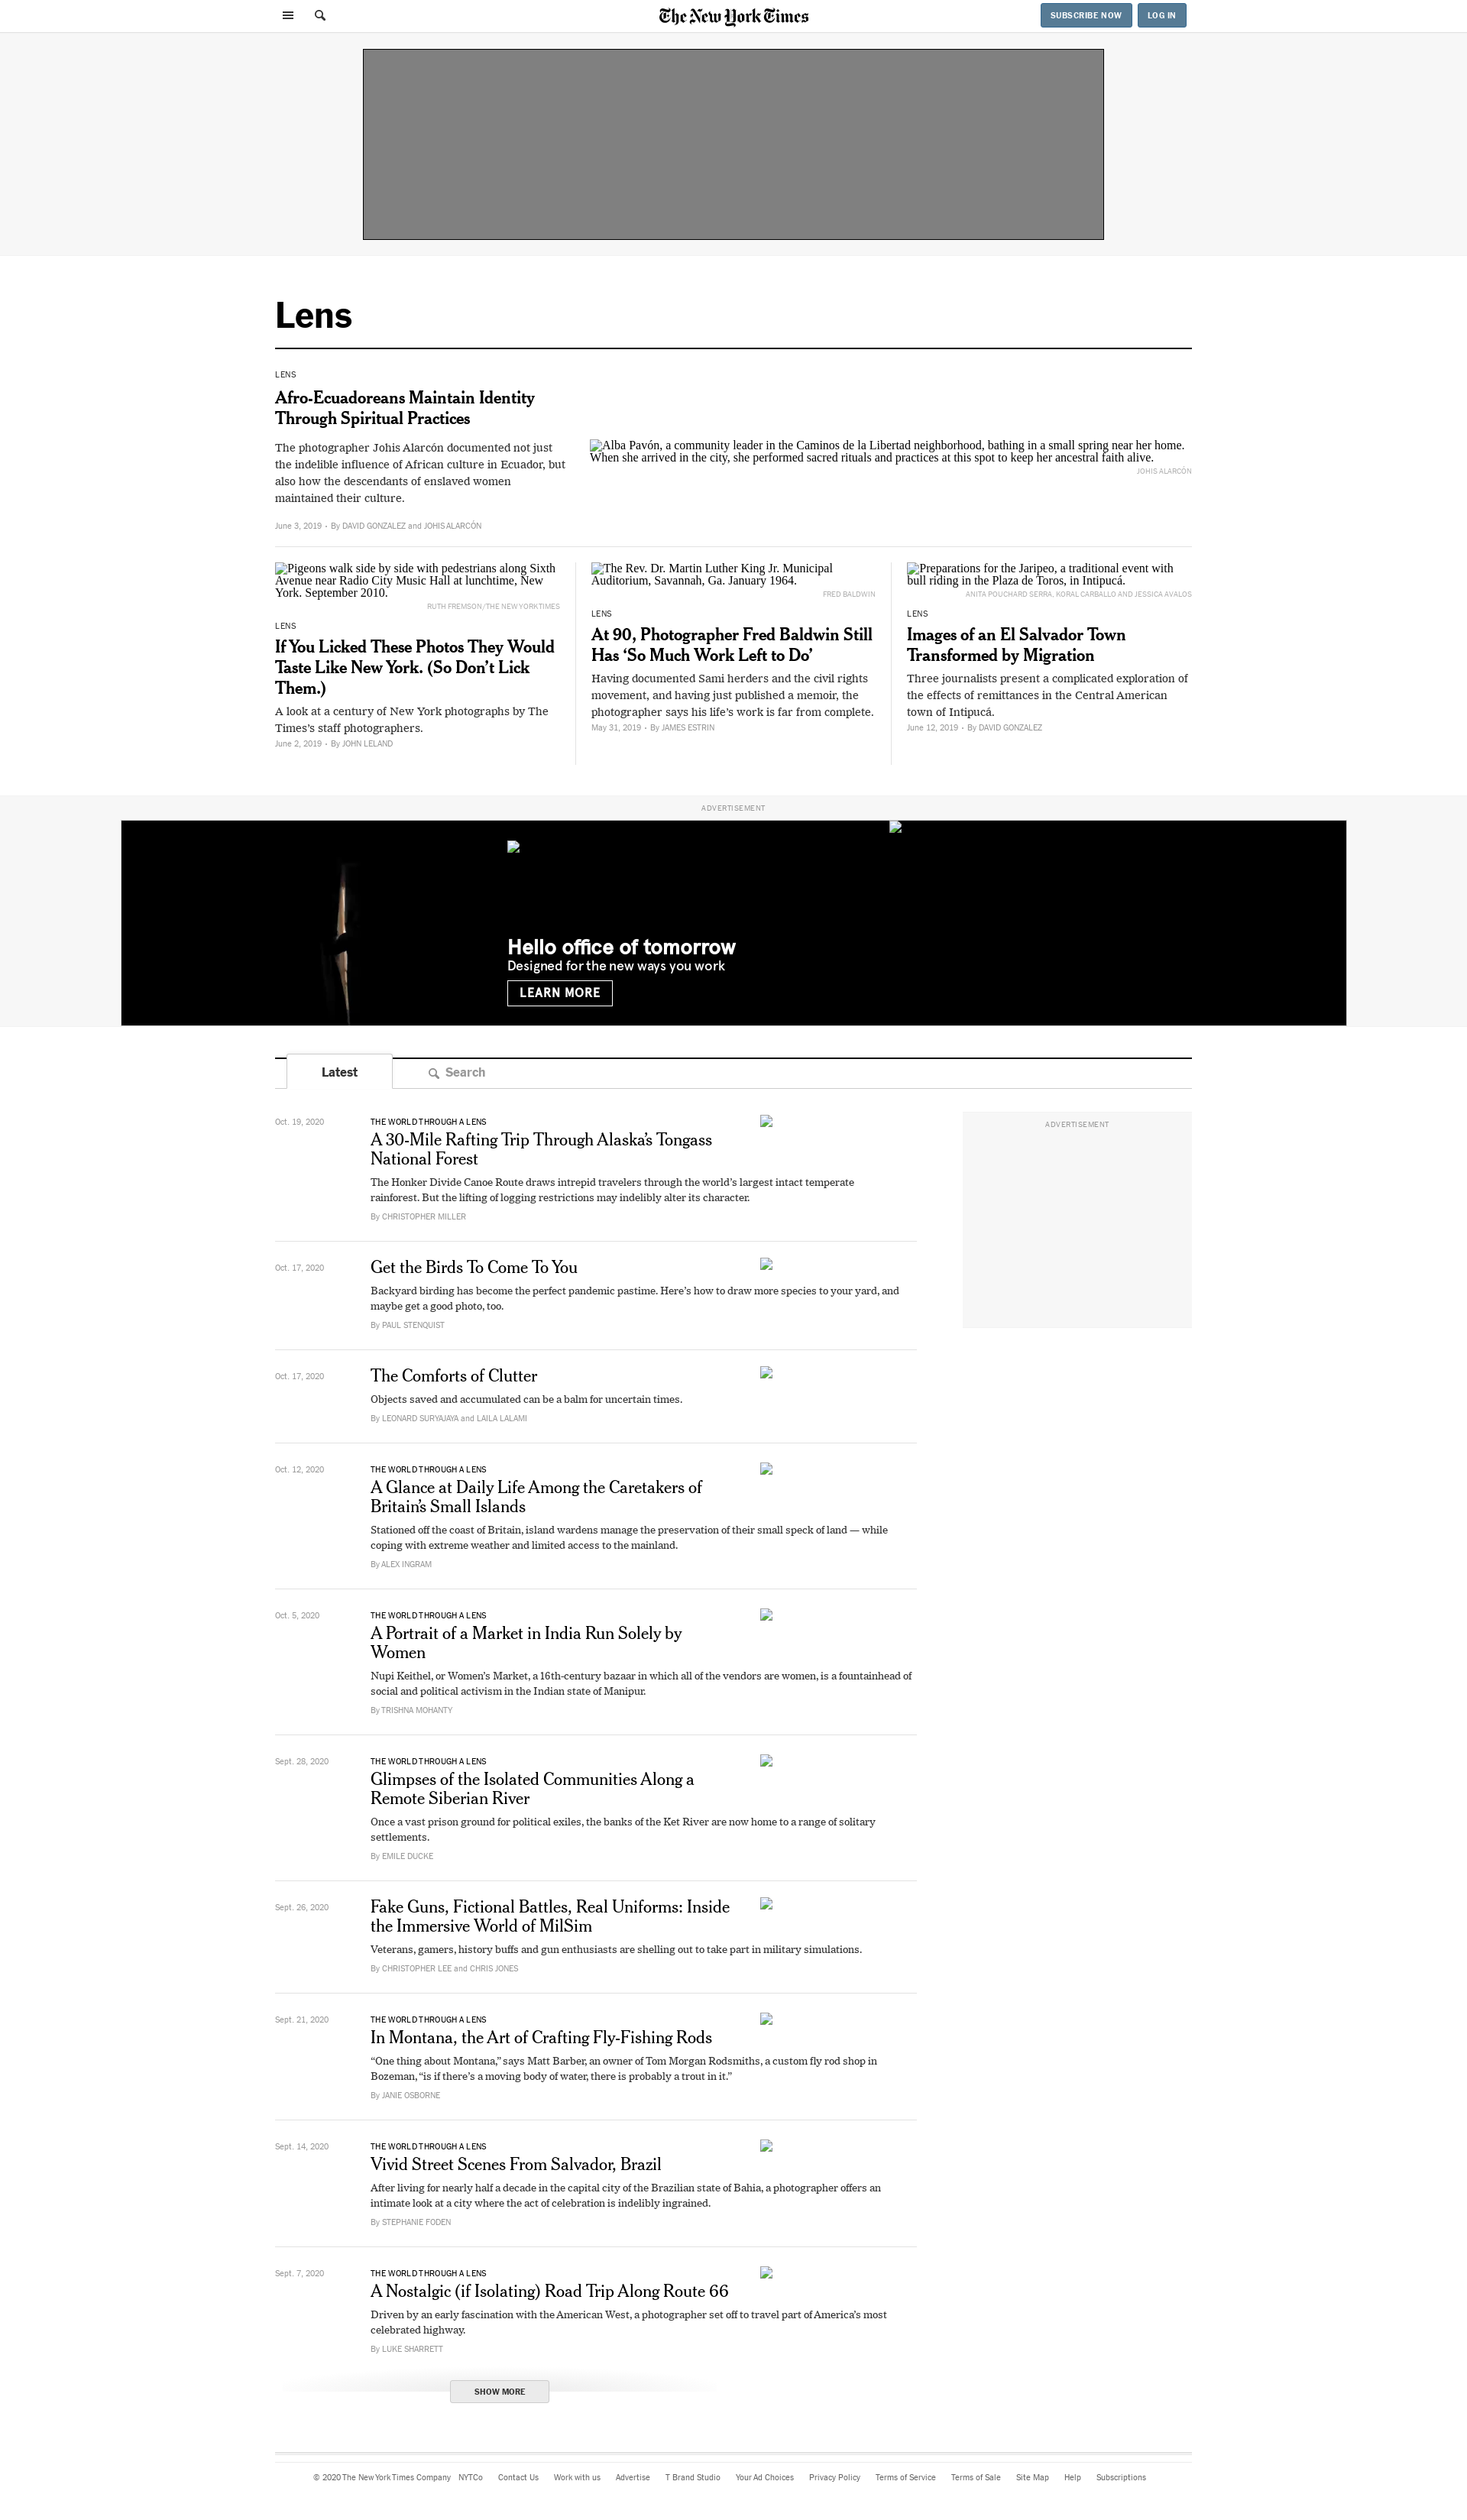 The New York Times
SUBSCRIBE NOW
LOG IN
Lens
LENS
Afro-Ecuadoreans Maintain Identity
Through Spiritual Practices
The photographer Johis Alarcón documented not just
the indelible influence of African culture in Ecuador, but
also how the descendants of enslaved women
maintained their culture.
June 3, 2019 • By DAVID GONZALEZ and JOHIS ALARCÓN
Alba Pavón, a community leader in the Caminos de la Libertad neighborhood, bathing in a small spring near her home.
When she arrived in the city, she performed sacred rituals and practices at this spot to keep her ancestral faith alive.
JOHIS ALARCÓN
Pigeons walk side by side with pedestrians along Sixth
Avenue near Radio City Music Hall at lunchtime, New
York. September 2010.
RUTH FREMSON/THE NEW YORK TIMES
LENS
If You Licked These Photos They Would
Taste Like New York. (So Don’t Lick
Them.)
A look at a century of New York photographs by The
Times’s staff photographers.
June 2, 2019 • By JOHN LELAND
The Rev. Dr. Martin Luther King Jr. Municipal
Auditorium, Savannah, Ga. January 1964.
FRED BALDWIN
LENS
At 90, Photographer Fred Baldwin Still
Has ‘So Much Work Left to Do’
Having documented Sami herders and the civil rights
movement, and having just published a memoir, the
photographer says his life’s work is far from complete.
May 31, 2019 • By JAMES ESTRIN
Preparations for the Jaripeo, a traditional event with
bull riding in the Plaza de Toros, in Intipucá.
ANITA POUCHARD SERRA, KORAL CARBALLO AND JESSICA AVALOS
LENS
Images of an El Salvador Town
Transformed by Migration
Three journalists present a complicated exploration of
the effects of remittances in the Central American
town of Intipucá.
June 12, 2019 • By DAVID GONZALEZ
ADVERTISEMENT
Hello office of tomorrow
Designed for the new ways you work
LEARN MORE
Latest
Search
ADVERTISEMENT
Oct. 19, 2020
THE WORLD THROUGH A LENS
A 30-Mile Rafting Trip Through Alaska’s Tongass
National Forest
The Honker Divide Canoe Route draws intrepid travelers through the world’s largest intact temperate
rainforest. But the lifting of logging restrictions may indelibly alter its character.
By CHRISTOPHER MILLER
Oct. 17, 2020
Get the Birds To Come To You
Backyard birding has become the perfect pandemic pastime. Here’s how to draw more species to your yard, and
maybe get a good photo, too.
By PAUL STENQUIST
Oct. 17, 2020
The Comforts of Clutter
Objects saved and accumulated can be a balm for uncertain times.
By LEONARD SURYAJAYA and LAILA LALAMI
Oct. 12, 2020
THE WORLD THROUGH A LENS
A Glance at Daily Life Among the Caretakers of
Britain’s Small Islands
Stationed off the coast of Britain, island wardens manage the preservation of their small speck of land — while
coping with extreme weather and limited access to the mainland.
By ALEX INGRAM
Oct. 5, 2020
THE WORLD THROUGH A LENS
A Portrait of a Market in India Run Solely by
Women
Nupi Keithel, or Women’s Market, a 16th-century bazaar in which all of the vendors are women, is a fountainhead of
social and political activism in the Indian state of Manipur.
By TRISHNA MOHANTY
Sept. 28, 2020
THE WORLD THROUGH A LENS
Glimpses of the Isolated Communities Along a
Remote Siberian River
Once a vast prison ground for political exiles, the banks of the Ket River are now home to a range of solitary
settlements.
By EMILE DUCKE
Sept. 26, 2020
Fake Guns, Fictional Battles, Real Uniforms: Inside
the Immersive World of MilSim
Veterans, gamers, history buffs and gun enthusiasts are shelling out to take part in military simulations.
By CHRISTOPHER LEE and CHRIS JONES
Sept. 21, 2020
THE WORLD THROUGH A LENS
In Montana, the Art of Crafting Fly-Fishing Rods
“One thing about Montana,” says Matt Barber, an owner of Tom Morgan Rodsmiths, a custom fly rod shop in
Bozeman, “is if there’s a moving body of water, there is probably a trout in it.”
By JANIE OSBORNE
Sept. 14, 2020
THE WORLD THROUGH A LENS
Vivid Street Scenes From Salvador, Brazil
After living for nearly half a decade in the capital city of the Brazilian state of Bahia, a photographer offers an
intimate look at a city where the act of celebration is indelibly ingrained.
By STEPHANIE FODEN
Sept. 7, 2020
THE WORLD THROUGH A LENS
A Nostalgic (if Isolating) Road Trip Along Route 66
Driven by an early fascination with the American West, a photographer set off to travel part of America’s most
celebrated highway.
By LUKE SHARRETT
SHOW MORE
© 2020 The New York Times Company NYTCo Contact Us Work with us Advertise T Brand Studio Your Ad Choices Privacy Policy Terms of Service Terms of Sale Site Map Help Subscriptions